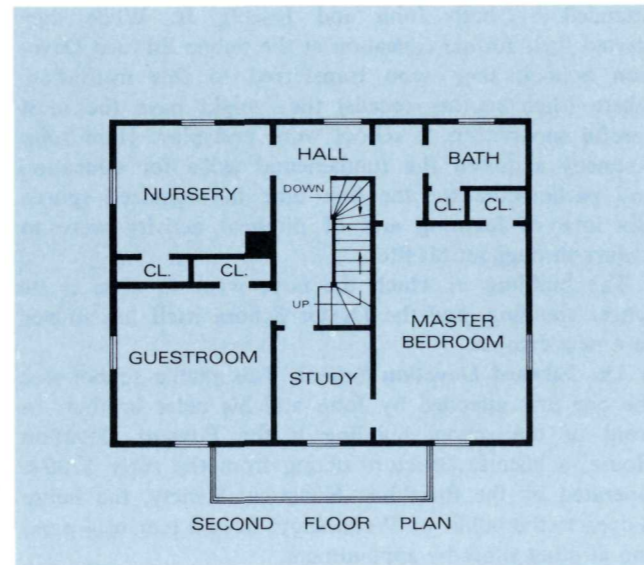 HALL
BATH
NURSERY
DOWN
CL.
CL.
CL.
CL.
UP
MASTER
BEDROOM
GUESTROOM
STUDY
SECOND FLOOR PLAN